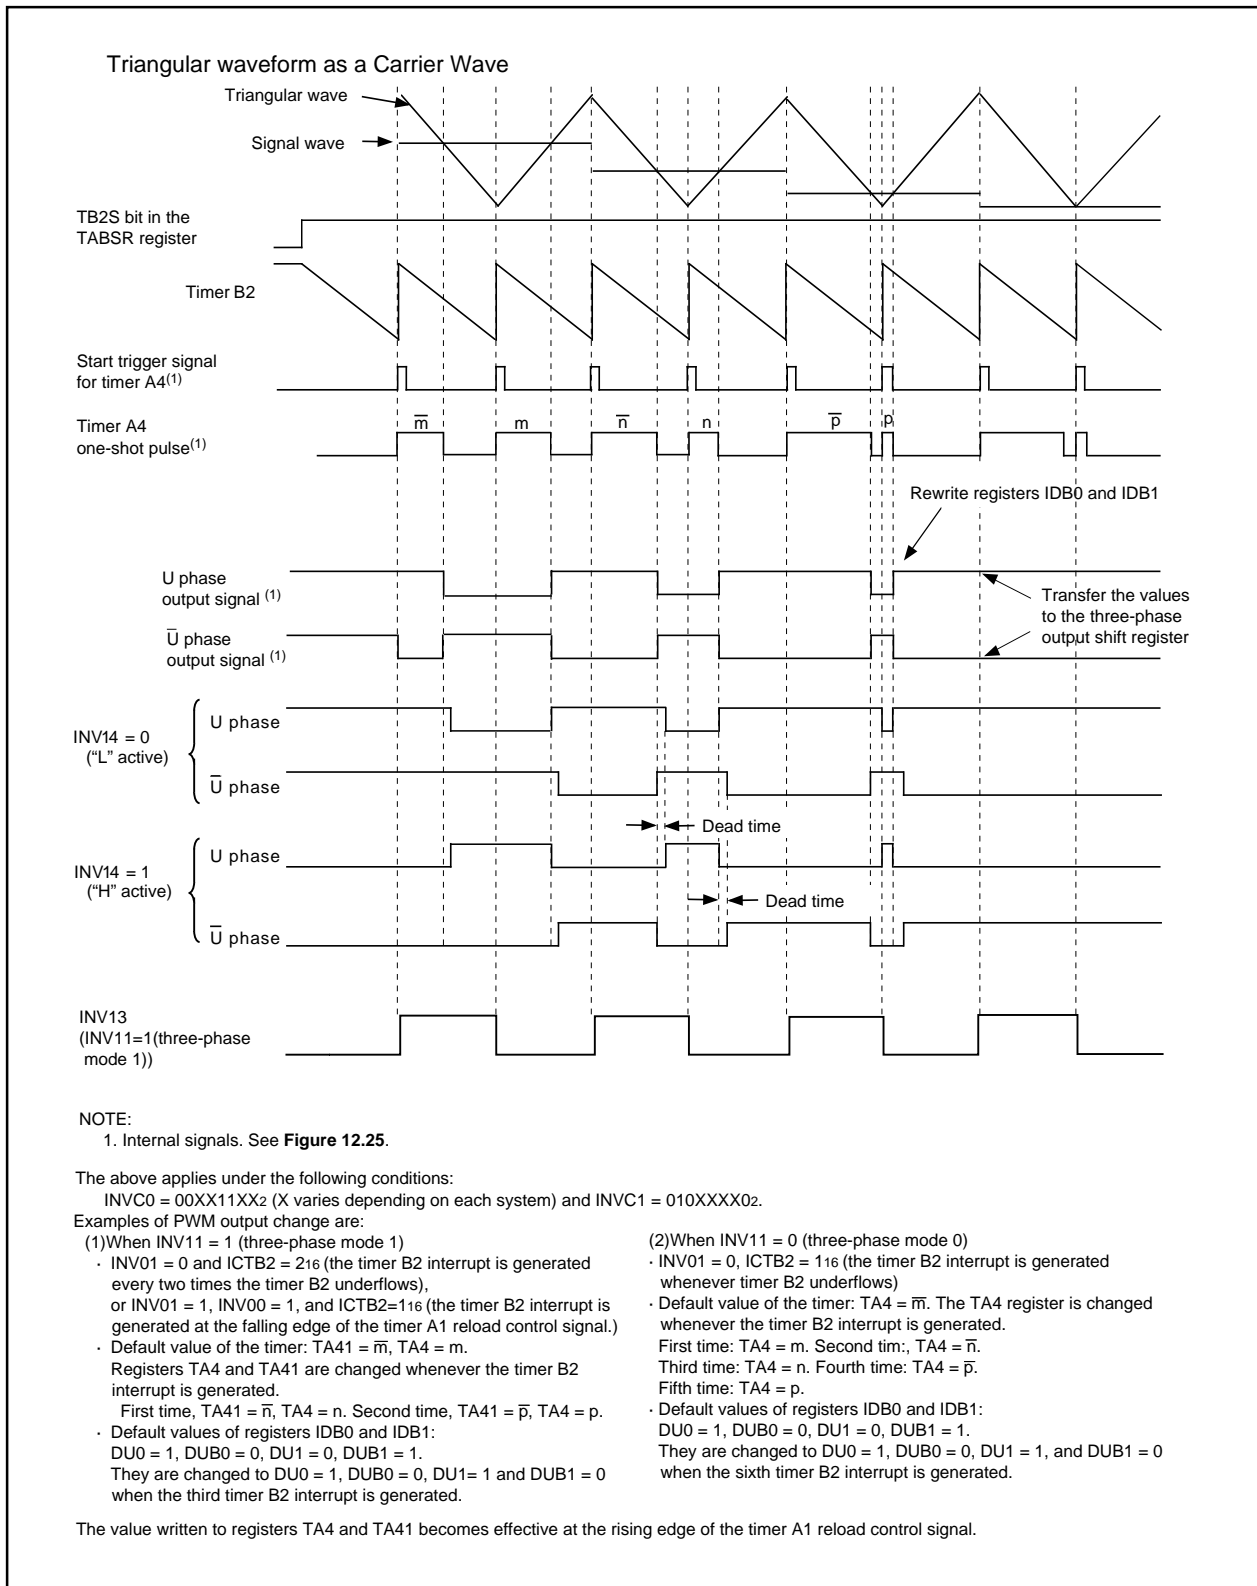 Triangular waveform as a Carrier Wave
Triangular wave
Signal wave
TB2S bit in the
TABSR register
Timer B2
Start trigger signal
for timer A4(1)
Timer A4
one-shot pulse(1)
m̅ m n̅ n p̅ p
Rewrite registers IDB0 and IDB1
U phase
output signal (1)
Transfer the values
to the three-phase
output shift register
U̅ phase
output signal (1)
INV14 = 0
(“L” active)
U phase
U̅ phase
Dead time
INV14 = 1
(“H” active)
U phase
Dead time
U̅ phase
INV13
(INV11=1(three-phase
mode 1))
NOTE:
1. Internal signals. See Figure 12.25.
The above applies under the following conditions:
INVC0 = 00XX11XX2 (X varies depending on each system) and INVC1 = 010XXXX02.
Examples of PWM output change are:
(1)When INV11 = 1 (three-phase mode 1)
· INV01 = 0 and ICTB2 = 216 (the timer B2 interrupt is generated
every two times the timer B2 underflows),
or INV01 = 1, INV00 = 1, and ICTB2=116 (the timer B2 interrupt is
generated at the falling edge of the timer A1 reload control signal.)
· Default value of the timer: TA41 = m̅, TA4 = m.
Registers TA4 and TA41 are changed whenever the timer B2
interrupt is generated.
First time, TA41 = n̅, TA4 = n. Second time, TA41 = p̅, TA4 = p.
· Default values of registers IDB0 and IDB1:
DU0 = 1, DUB0 = 0, DU1 = 0, DUB1 = 1.
They are changed to DU0 = 1, DUB0 = 0, DU1= 1 and DUB1 = 0
when the third timer B2 interrupt is generated.
(2)When INV11 = 0 (three-phase mode 0)
· INV01 = 0, ICTB2 = 116 (the timer B2 interrupt is generated
whenever timer B2 underflows)
· Default value of the timer: TA4 = m̅. The TA4 register is changed
whenever the timer B2 interrupt is generated.
First time: TA4 = m. Second tim:, TA4 = n̅.
Third time: TA4 = n. Fourth time: TA4 = p̅.
Fifth time: TA4 = p.
· Default values of registers IDB0 and IDB1:
DU0 = 1, DUB0 = 0, DU1 = 0, DUB1 = 1.
They are changed to DU0 = 1, DUB0 = 0, DU1 = 1, and DUB1 = 0
when the sixth timer B2 interrupt is generated.
The value written to registers TA4 and TA41 becomes effective at the rising edge of the timer A1 reload control signal.